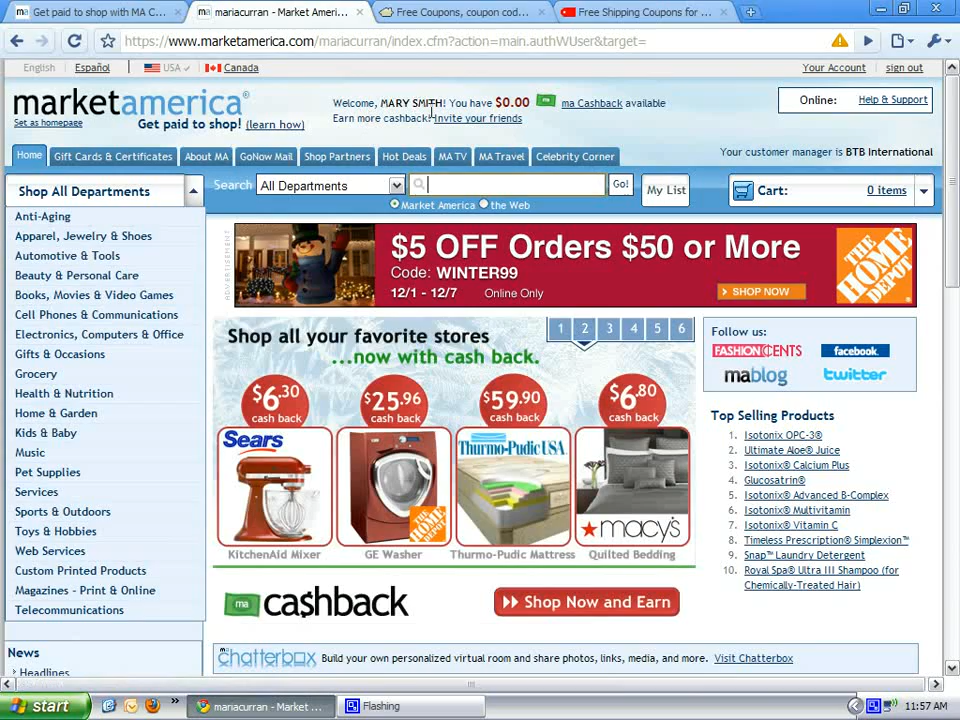 Get paid to shop with MA C...
mariacurran - Market Ameri...
Free Coupons, coupon cod...
Free Shipping Coupons for ...
https://www.marketamerica.com/mariacurran/index.cfm?action=main.authWUser&target=
English Español USA Canada
Your Account sign out
marketamerica®
Set as homepage
Get paid to shop! (learn how)
Welcome, MARY SMITH! You have $0.00 ma ma Cashback available
Earn more cashback! Invite your friends
Online: Help & Support
Home Gift Cards & Certificates About MA GoNow Mail Shop Partners Hot Deals MA TV MA Travel Celebrity Corner
Your customer manager is BTB International
Shop All Departments
Search All Departments Go! My List
Market America the Web
Cart: 0 items
Anti-Aging
Apparel, Jewelry & Shoes
Automotive & Tools
Beauty & Personal Care
Books, Movies & Video Games
Cell Phones & Communications
Electronics, Computers & Office
Gifts & Occasions
Grocery
Health & Nutrition
Home & Garden
Kids & Baby
Music
Pet Supplies
Services
Sports & Outdoors
Toys & Hobbies
Web Services
Custom Printed Products
Magazines - Print & Online
Telecommunications
News
Headlines
ADVERTISEMENT
$5 OFF Orders $50 or More
Code: WINTER99
12/1 - 12/7 Online Only
SHOP NOW
THE HOME DEPOT
Shop all your favorite stores
...now with cash back.
1 2 3 4 5 6
$6.30 cash back
$25.96 cash back
$59.90 cash back
$6.80 cash back
Sears
THE HOME DEPOT
Thurmo-Pudic USA.
macy's
KitchenAid Mixer
GE Washer
Thurmo-Pudic Mattress
Quilted Bedding
ma cashback
Shop Now and Earn
ma chatterbox Build your own personalized virtual room and share photos, links, media, and more. Visit Chatterbox
Follow us:
FASHION CENTS
facebook.
mablog
twitter
Top Selling Products
1. Isotonix OPC-3®
2. Ultimate Aloe® Juice
3. Isotonix® Calcium Plus
4. Glucosatrin®
5. Isotonix® Advanced B-Complex
6. Isotonix® Multivitamin
7. Isotonix® Vitamin C
8. Timeless Prescription® Simplexion™
9. Snap™ Laundry Detergent
10. Royal Spa® Ultra III Shampoo (for
Chemically-Treated Hair)
start
mariacurran - Market ...
Flashing
11:57 AM